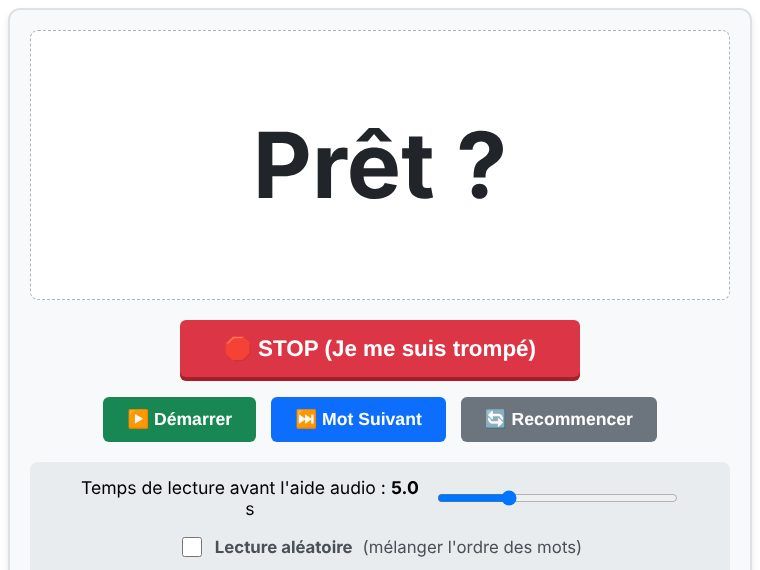 Prêt ?
🛑 STOP (Je me suis trompé)
▶️ Démarrer
⏭️ Mot Suivant
🔄 Recommencer
Temps de lecture avant l'aide audio : 5.0
s
Lecture aléatoire (mélanger l'ordre des mots)